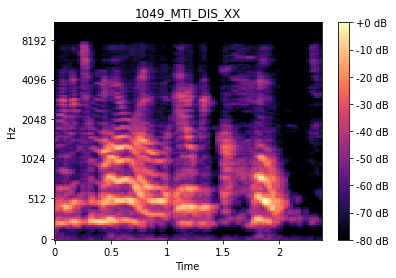 1049_MTI_DIS_XX
Hz
8192
4096
2048
1024
512
0
0
0.5
1
1.5
2
Time
+0 dB
-10 dB
-20 dB
-30 dB
-40 dB
-50 dB
-60 dB
-70 dB
-80 dB